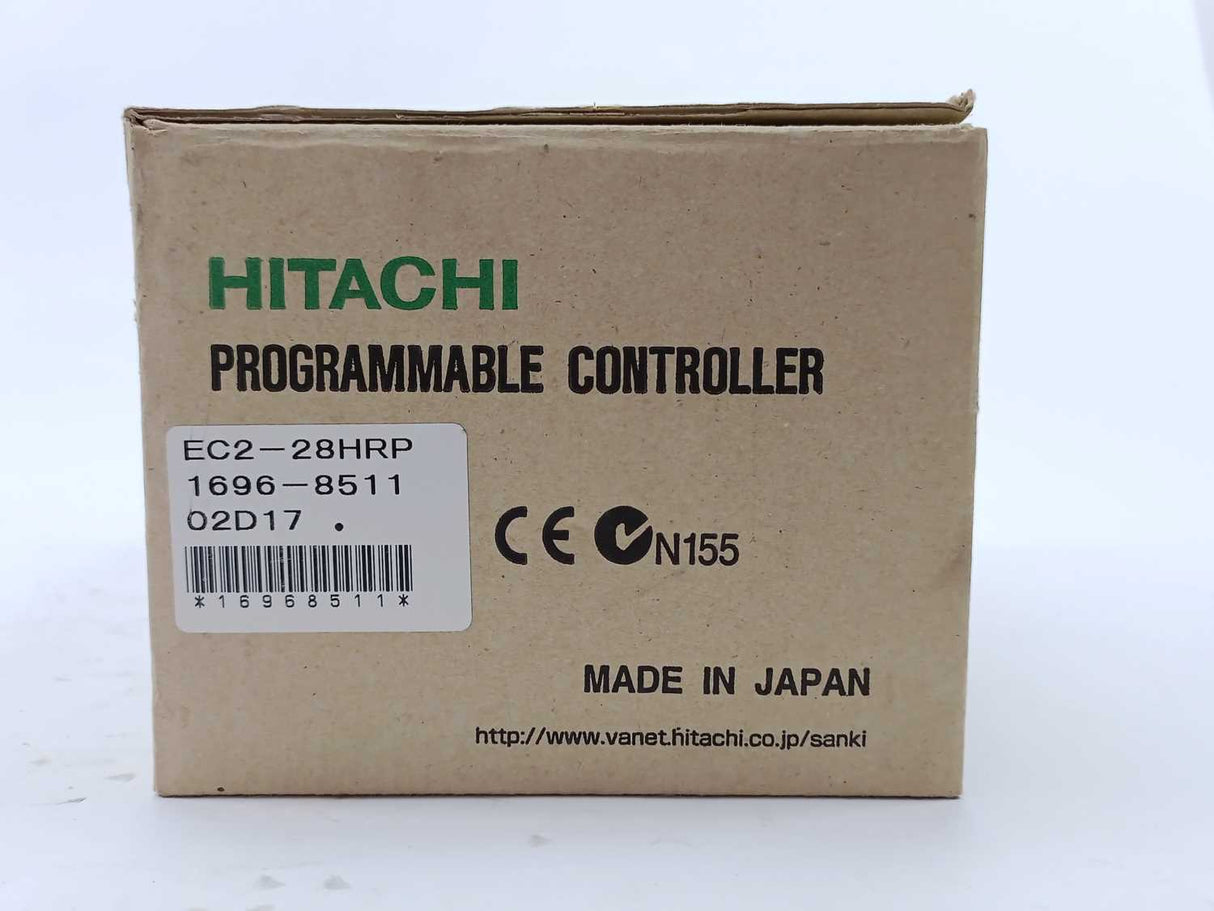 HITACHI
PROGRAMMABLE CONTROLLER
EC2-28HRP
1696-8511
02D17 .
*16968511*
CE N155
MADE IN JAPAN
http://www.vanet.hitachi.co.jp/sanki